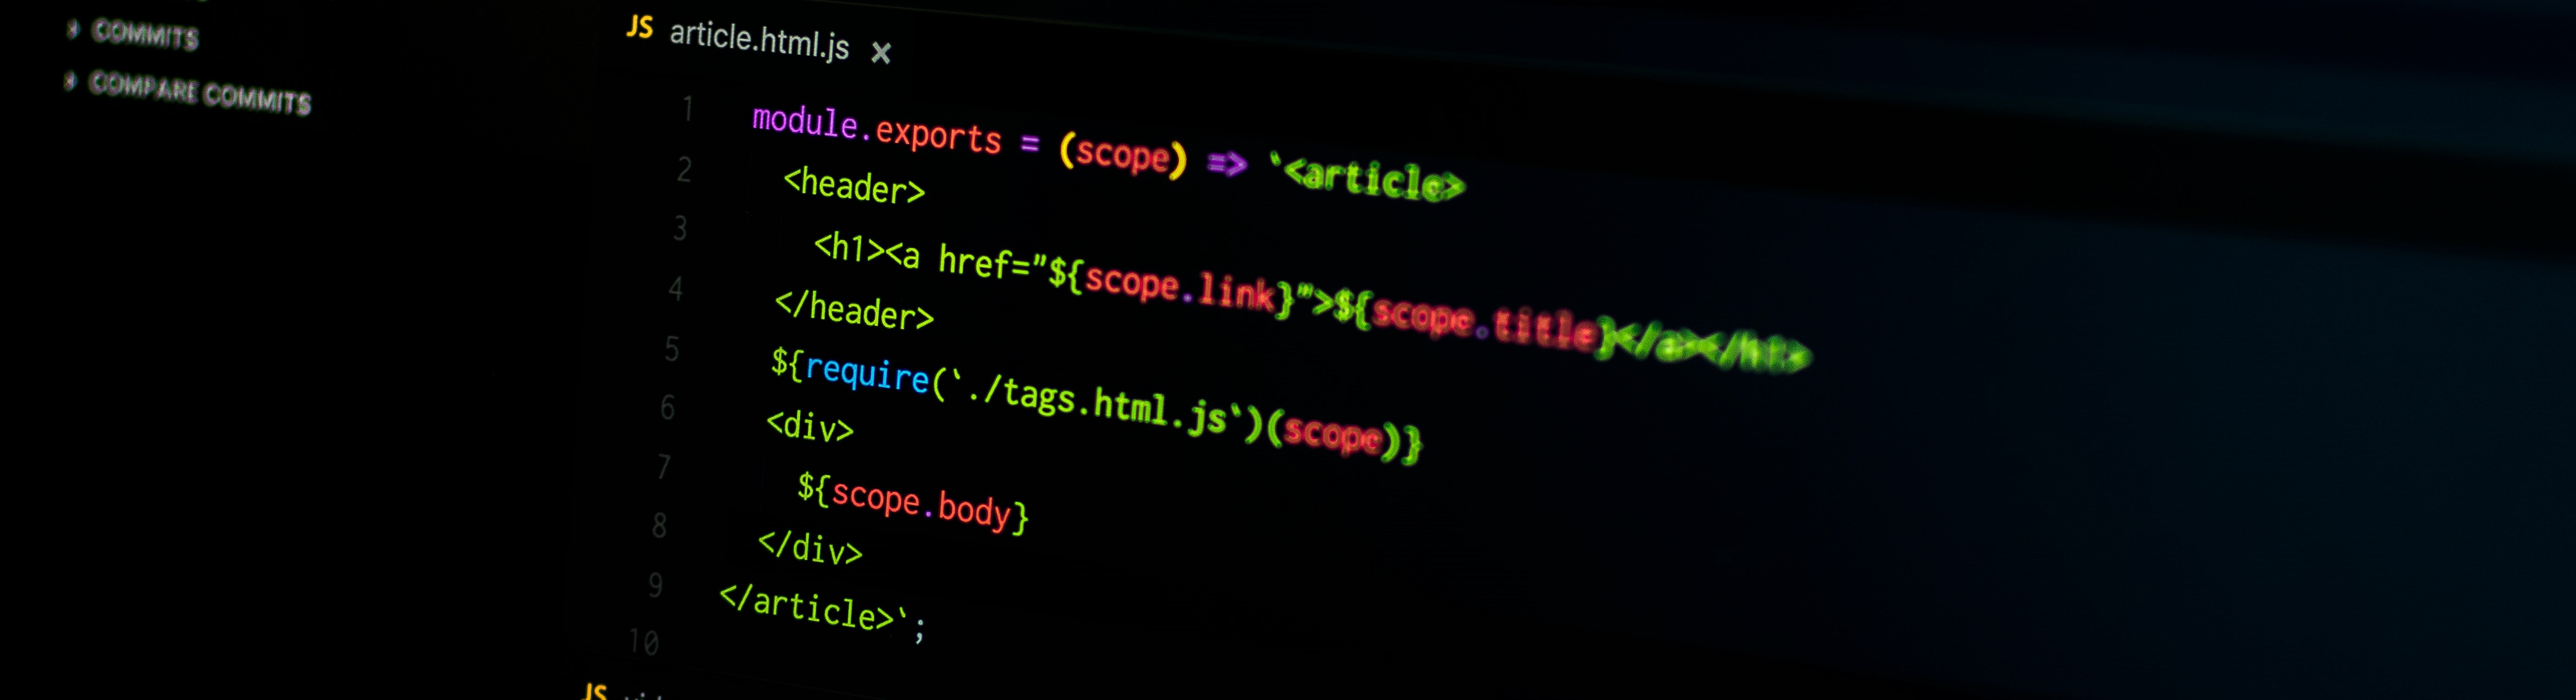 COMMITS
COMPARE COMMITS
JS article.html.js ×
1 module.exports = (scope) => `<article>
2 <header>
3 <h1><a href="${scope.link}">${scope.title}</a></h1>
4 </header>
5 ${require(`./tags.html.js`)(scope)}
6 <div>
7 ${scope.body}
8 </div>
9 </article>`;
10
JS